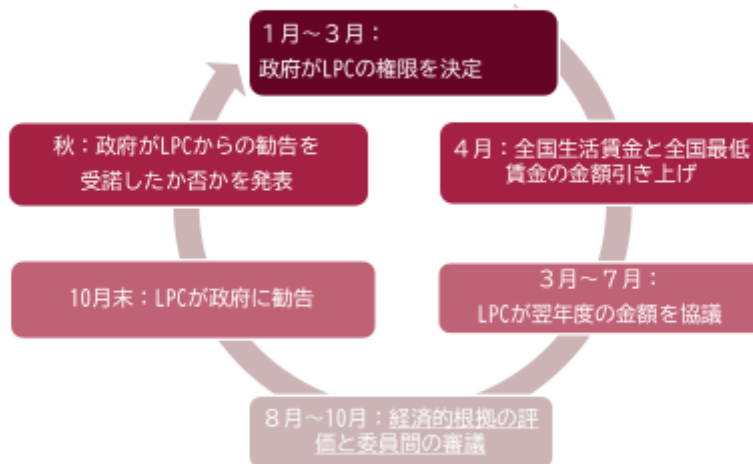 1月～3月：
政府がLPCの権限を決定
4月：全国生活賃金と全国最低
賃金の金額引き上げ
3月～7月：
LPCが翌年度の金額を協議
8月～10月：経済的根拠の評
価と委員間の審議
10月末：LPCが政府に勧告
秋：政府がLPCからの勧告を
受諾したか否かを発表